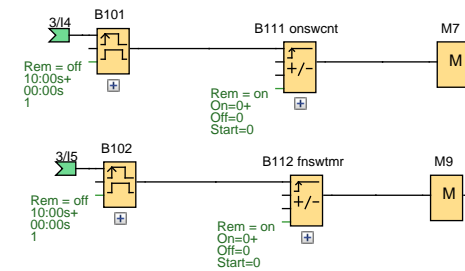 3/I4
B101
Rem = off
10:00s+
00:00s
1
B111 onswcnt
+/-
Rem = on
On=0+
Off=0
Start=0
M7
M
3/I5
B102
Rem = off
10:00s+
00:00s
1
B112 fnswtmr
+/-
Rem = on
On=0+
Off=0
Start=0
M9
M